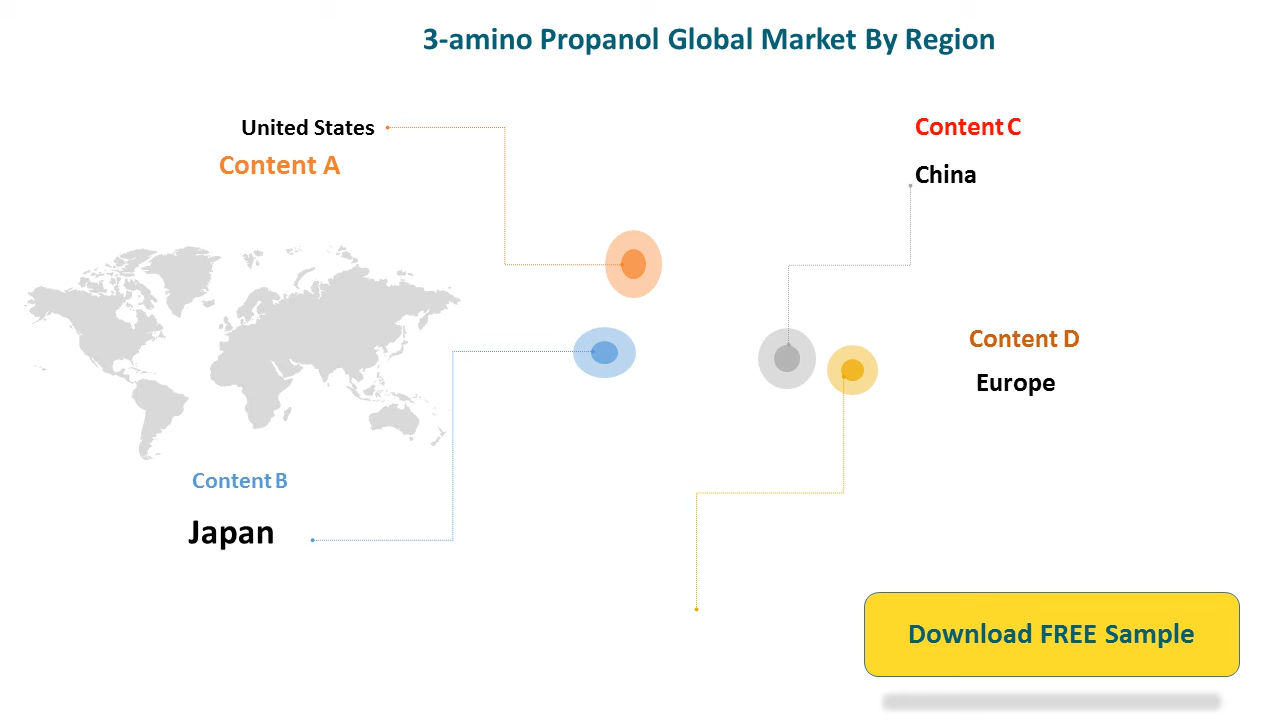 3-amino Propanol Global Market By Region
United States
Content A
Content C
China
Content D
Europe
Content B
Japan
Download FREE Sample